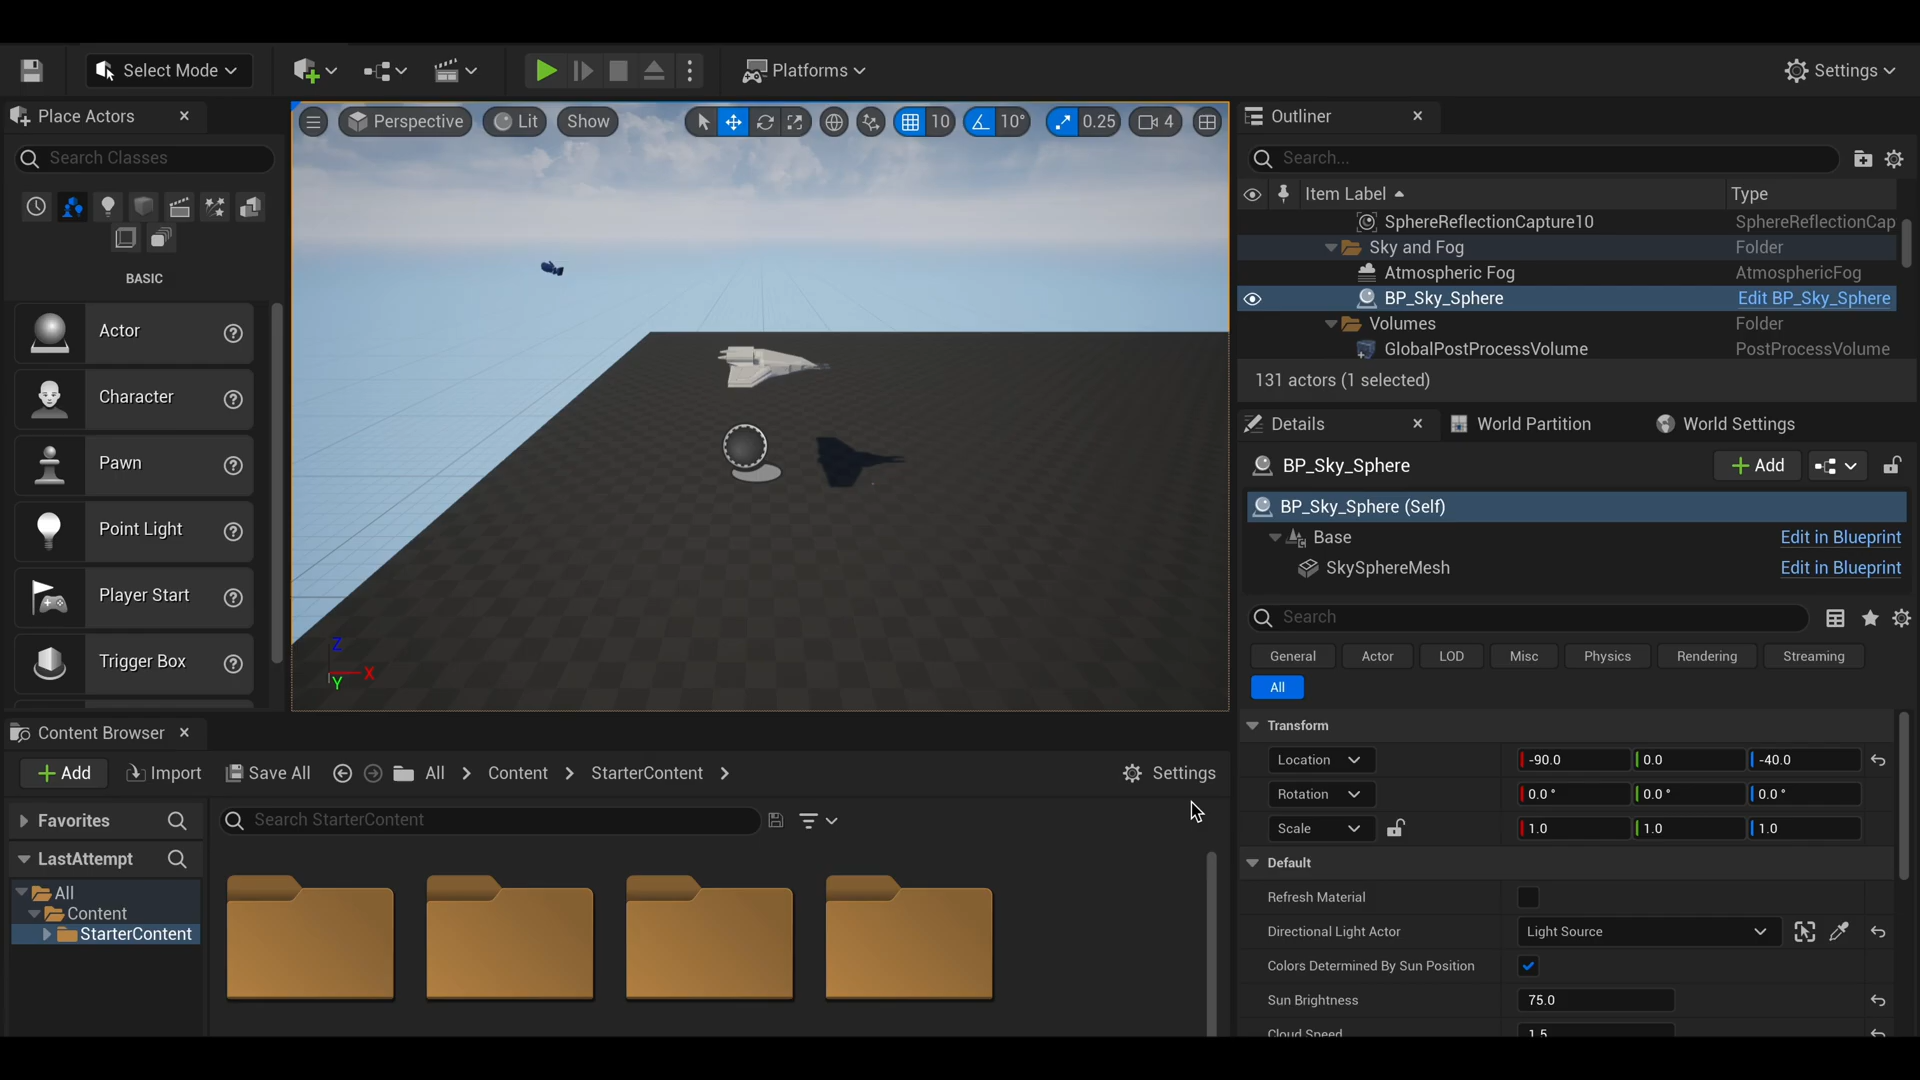 Select Mode
Platforms
Settings
Place Actors
Search Classes
BASIC
Actor
Character
Pawn
Point Light
Player Start
Trigger Box
Perspective
Lit
Show
10
10°
0.25
4
Z
X
Y
Outliner
Search...
Item Label
Type
SphereReflectionCapture10
SphereReflectionCap
Sky and Fog
Folder
Atmospheric Fog
AtmosphericFog
BP_Sky_Sphere
Edit BP_Sky_Sphere
Volumes
Folder
GlobalPostProcessVolume
PostProcessVolume
131 actors (1 selected)
Details
World Partition
World Settings
BP_Sky_Sphere
Add
BP_Sky_Sphere (Self)
Base
Edit in Blueprint
SkySphereMesh
Edit in Blueprint
Search
General
Actor
LOD
Misc
Physics
Rendering
Streaming
All
Transform
Location
-90.0
0.0
-40.0
Rotation
0.0 °
0.0 °
0.0 °
Scale
1.0
1.0
1.0
Default
Refresh Material
Directional Light Actor
Light Source
Colors Determined By Sun Position
Sun Brightness
75.0
Cloud Speed
1.5
Content Browser
Add
Import
Save All
All
Content
StarterContent
Settings
Favorites
Search StarterContent
LastAttempt
All
Content
StarterContent